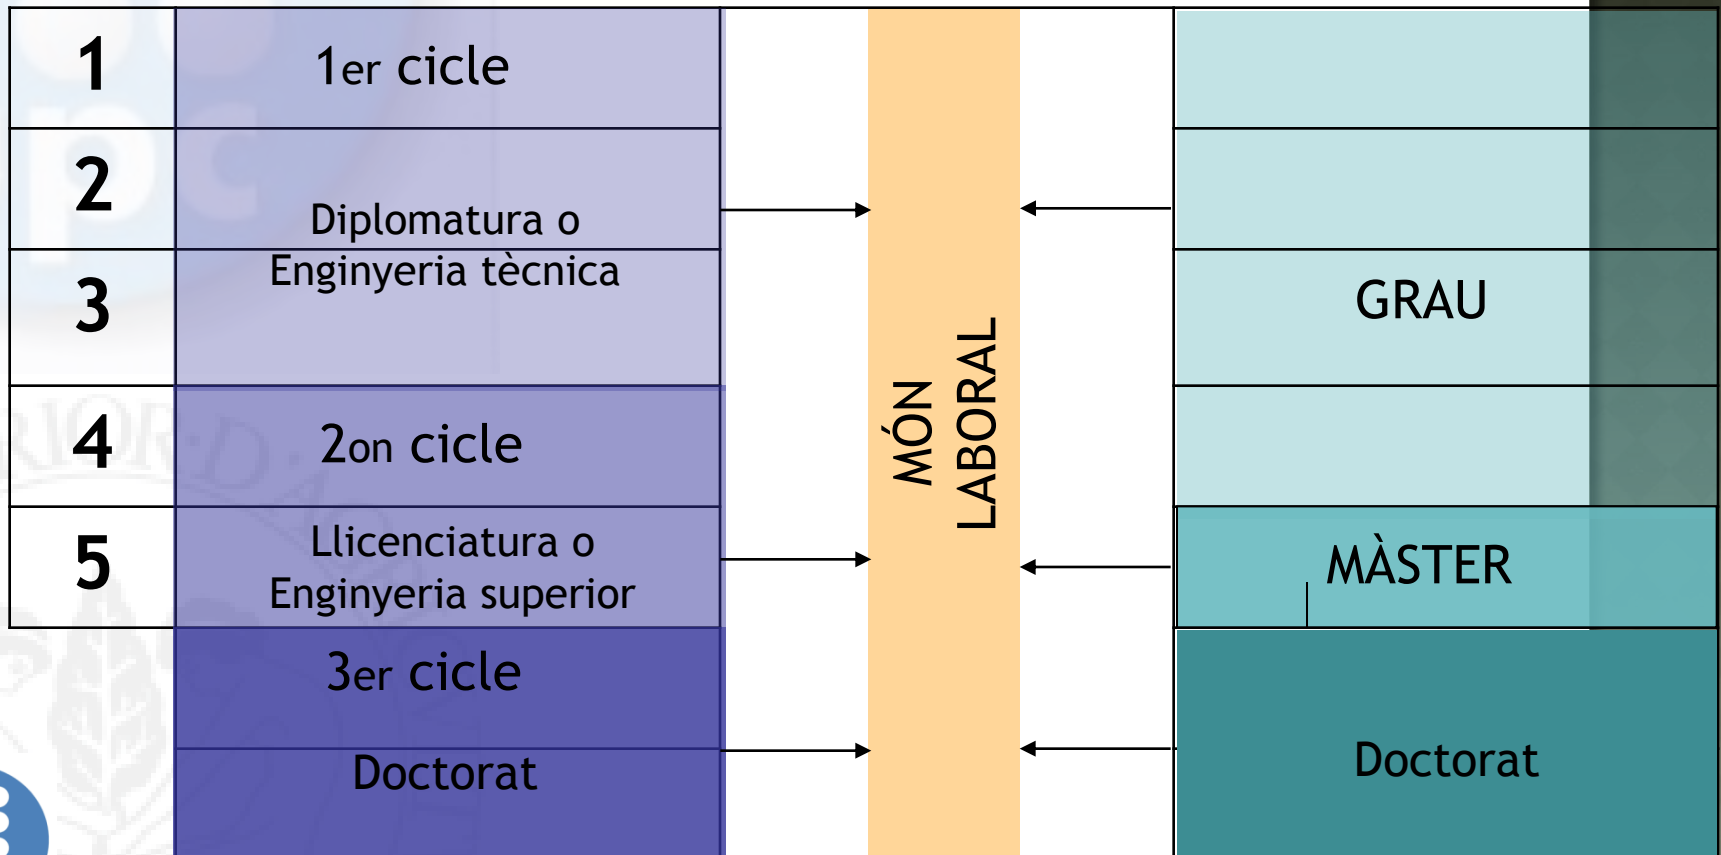 1
1er cicle
2
Diplomatura o
Enginyeria tècnica
3
GRAU
MÓN
LABORAL
4
2on cicle
5
Llicenciatura o
Enginyeria superior
MÀSTER
3er cicle
Doctorat
Doctorat
pc